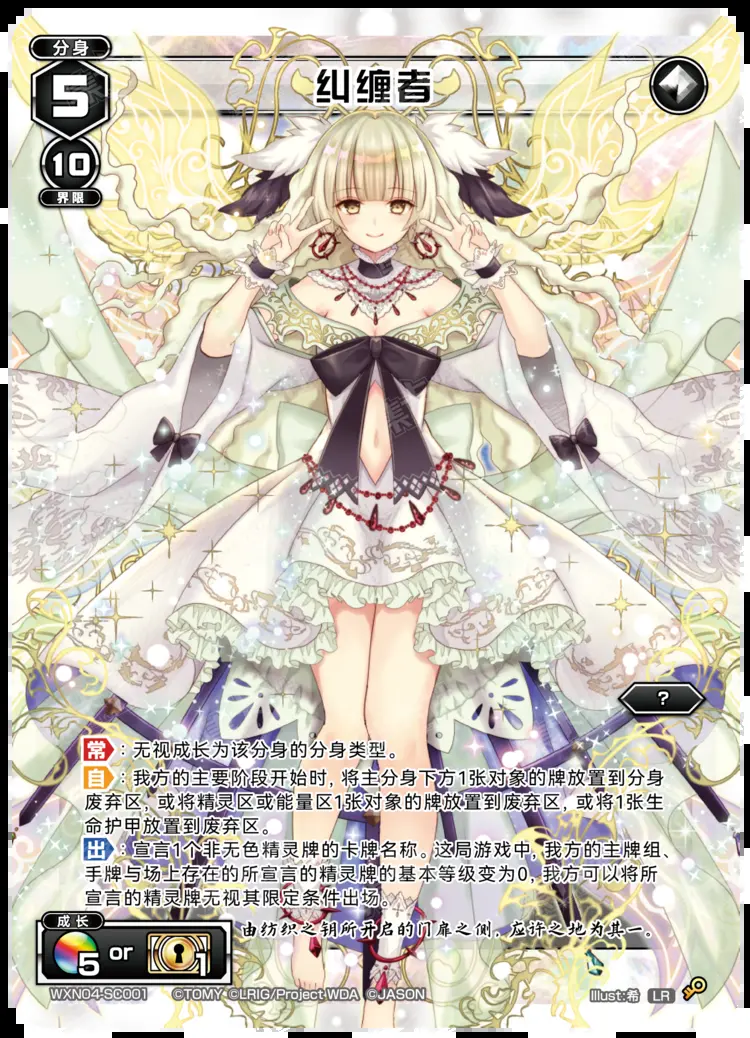 分身
5
纠缠者
10
界限
?
常：无视成长为该分身的分身类型。
自：我方的主要阶段开始时，将主分身下方1张对象的牌放置到分身
废弃区，或将精灵区或能量区1张对象的牌放置到废弃区，或将1张生
命护甲放置到废弃区。
出：宣言1个非无色精灵牌的卡牌名称。这局游戏中，我方的主牌组、
手牌与场上存在的所宣言的精灵牌的基本等级变为0，我方可以将所
宣言的精灵牌无视其限定条件出场。
由纺织之钥所开启的门扉之侧。应许之地为其一。
成长
5 or 1
WXN04-SC001 ©TOMY ©LRIG/Project WDA ©JASON Illust:希 LR